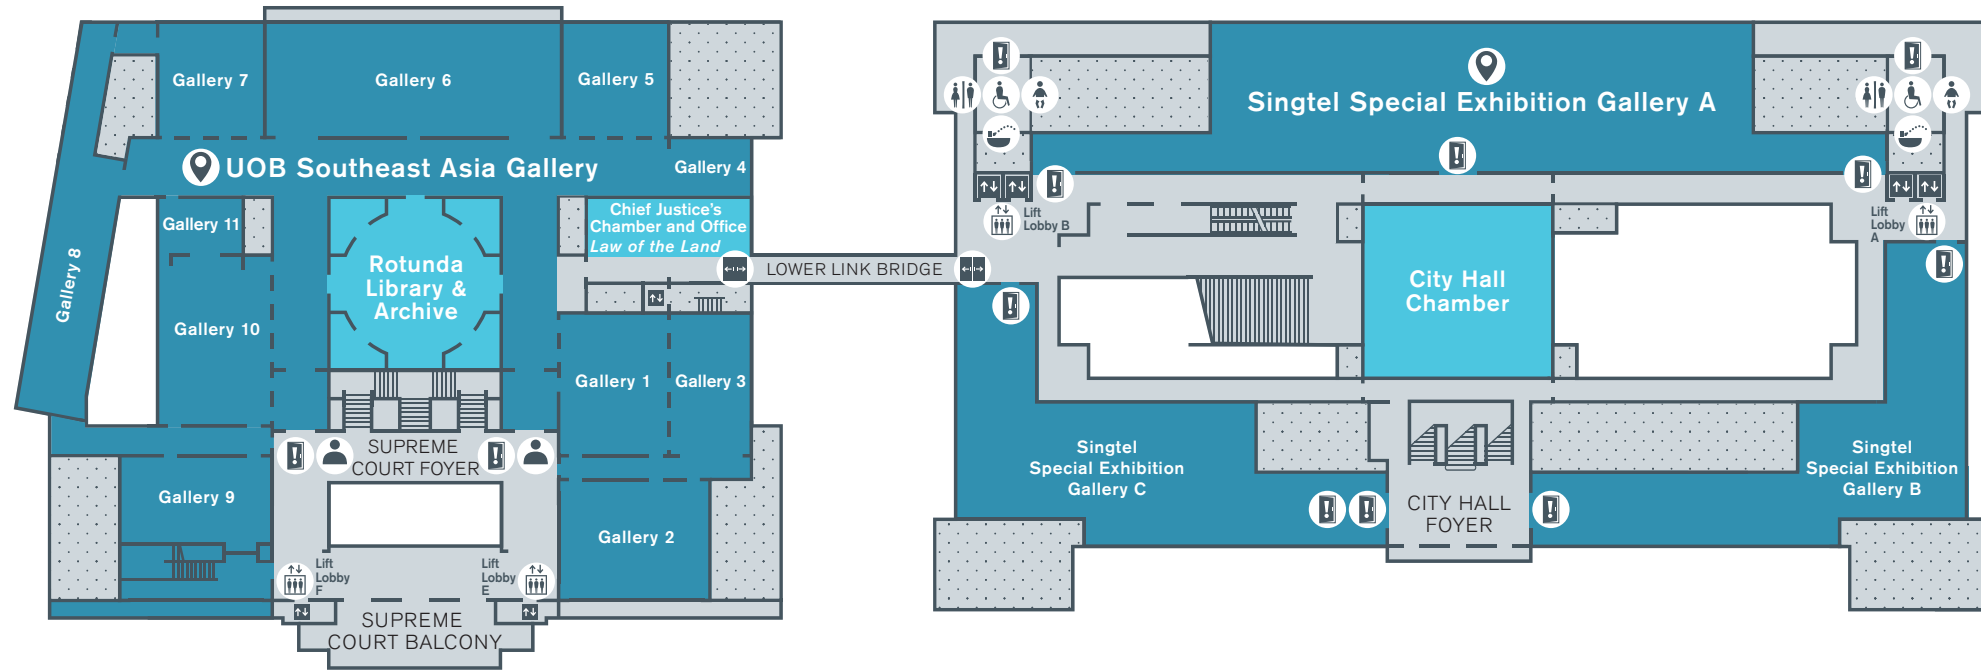 Gallery 7
Gallery 6
Gallery 5
UOB Southeast Asia Gallery
Gallery 4
Gallery 11
Chief Justice's
Chamber and Office
Law of the Land
Gallery 8
Rotunda
Library &
Archive
Gallery 10
Gallery 1
Gallery 3
SUPREME
COURT FOYER
Gallery 9
Gallery 2
Lift
Lobby
F
Lift
Lobby
E
SUPREME
COURT BALCONY
LOWER LINK BRIDGE
Singtel Special Exhibition Gallery A
Lift
Lobby B
Lift
Lobby
A
City Hall
Chamber
Singtel
Special Exhibition
Gallery C
Singtel
Special Exhibition
Gallery B
CITY HALL
FOYER